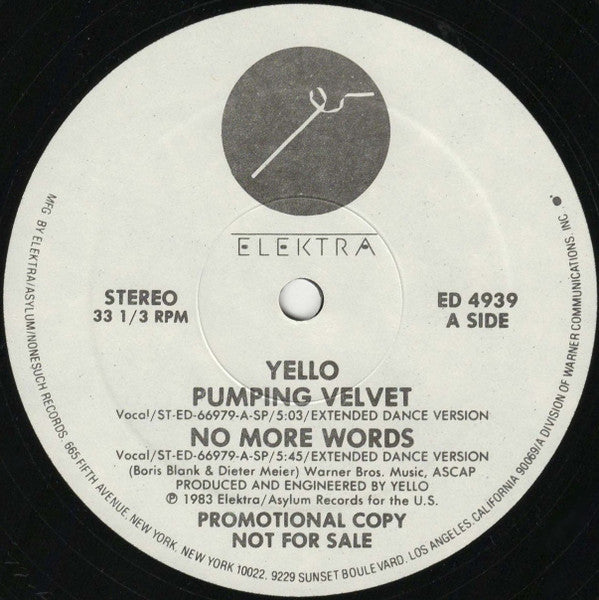 ELEKTRA
STEREO
33 1/3 RPM
ED 4939
A SIDE
YELLO
PUMPING VELVET
Vocal/ST-ED-66979-A-SP/5:03/EXTENDED DANCE VERSION
NO MORE WORDS
Vocal/ST-ED-66979-A-SP/5:45/EXTENDED DANCE VERSION
(Boris Blank & Dieter Meier) Warner Bros. Music, ASCAP
PRODUCED AND ENGINEERED BY YELLO
℗ 1983 Elektra/Asylum Records for the U.S.
PROMOTIONAL COPY
NOT FOR SALE
MFG. BY ELEKTRA/ASYLUM/NONESUCH RECORDS. 665 FIFTH AVENUE, NEW YORK, NEW YORK 10022. 9229 SUNSET BOULEVARD, LOS ANGELES, CALIFORNIA 90069/A DIVISION OF WARNER COMMUNICATIONS, INC.